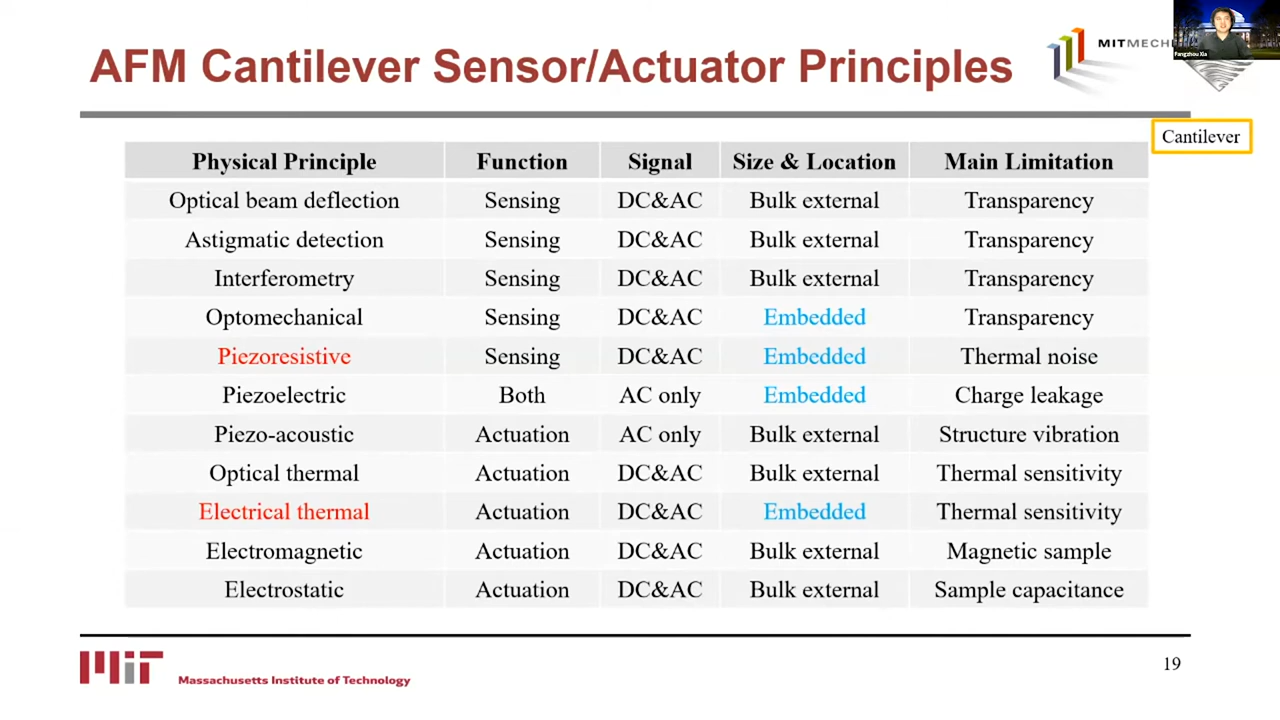 AFM Cantilever Sensor/Actuator Principles
MITMECH
Fangzhou Xia
Cantilever
Physical Principle Function Signal Size & Location Main Limitation
Optical beam deflection Sensing DC&AC Bulk external Transparency
Astigmatic detection Sensing DC&AC Bulk external Transparency
Interferometry Sensing DC&AC Bulk external Transparency
Optomechanical Sensing DC&AC Embedded Transparency
Piezoresistive Sensing DC&AC Embedded Thermal noise
Piezoelectric Both AC only Embedded Charge leakage
Piezo-acoustic Actuation AC only Bulk external Structure vibration
Optical thermal Actuation DC&AC Bulk external Thermal sensitivity
Electrical thermal Actuation DC&AC Embedded Thermal sensitivity
Electromagnetic Actuation DC&AC Bulk external Magnetic sample
Electrostatic Actuation DC&AC Bulk external Sample capacitance
MIT Massachusetts Institute of Technology
19